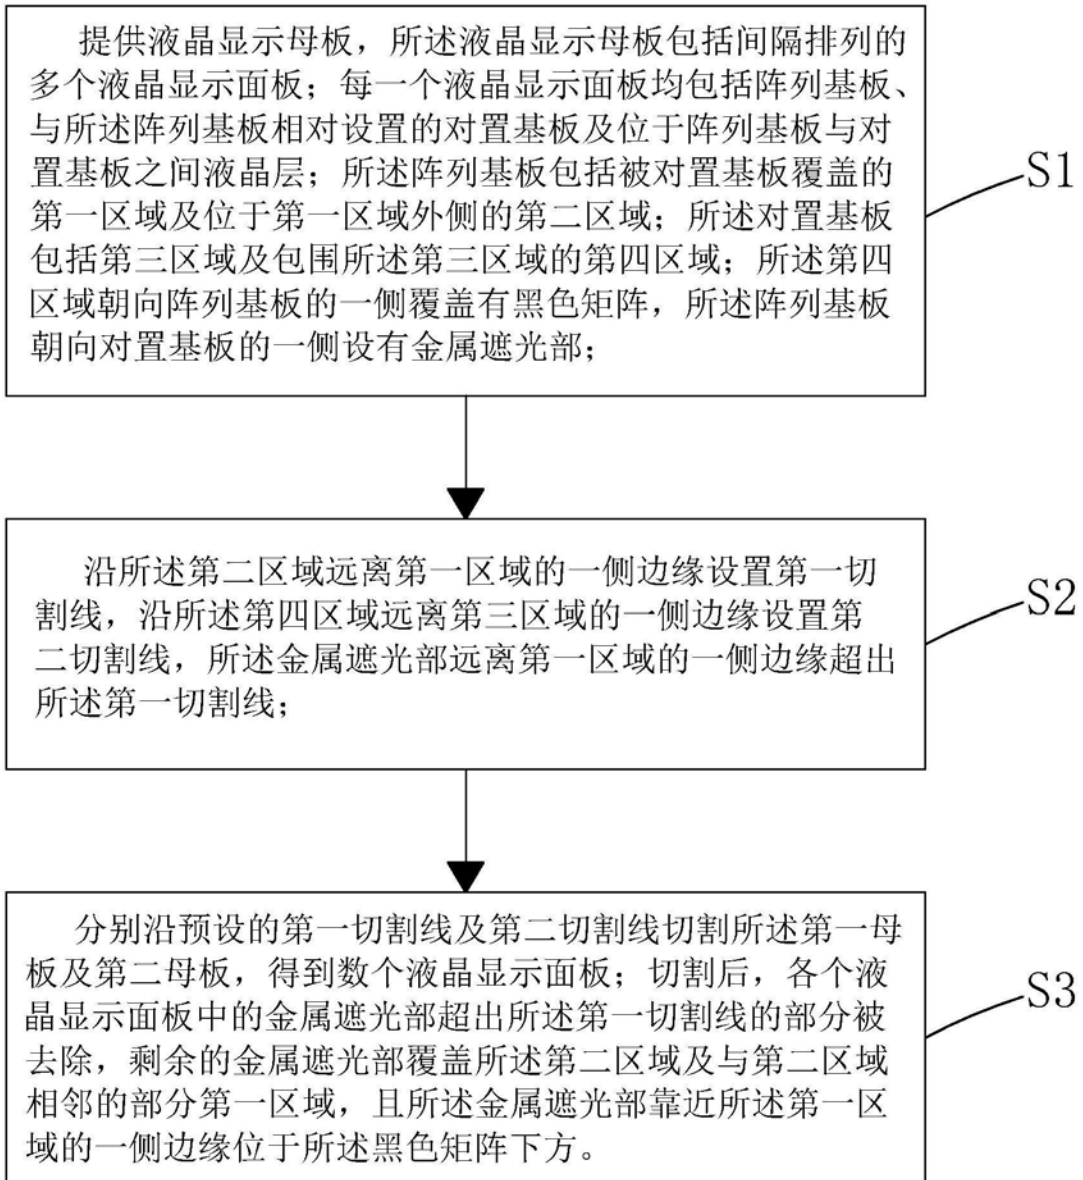 提供液晶显示母板，所述液晶显示母板包括间隔排列的
多个液晶显示面板；每一个液晶显示面板均包括阵列基板、
与所述阵列基板相对设置的对置基板及位于阵列基板与对
置基板之间液晶层；所述阵列基板包括被对置基板覆盖的
第一区域及位于第一区域外侧的第二区域；所述对置基板
包括第三区域及包围所述第三区域的第四区域；所述第四
区域朝向阵列基板的一侧覆盖有黑色矩阵，所述阵列基板
朝向对置基板的一侧设有金属遮光部；
S1
沿所述第二区域远离第一区域的一侧边缘设置第一切
割线，沿所述第四区域远离第三区域的一侧边缘设置第
二切割线，所述金属遮光部远离第一区域的一侧边缘超出
所述第一切割线；
S2
分别沿预设的第一切割线及第二切割线切割所述第一母
板及第二母板，得到数个液晶显示面板；切割后，各个液
晶显示面板中的金属遮光部超出所述第一切割线的部分被
去除，剩余的金属遮光部覆盖所述第二区域及与第二区域
相邻的部分第一区域，且所述金属遮光部靠近所述第一区
域的一侧边缘位于所述黑色矩阵下方。
S3